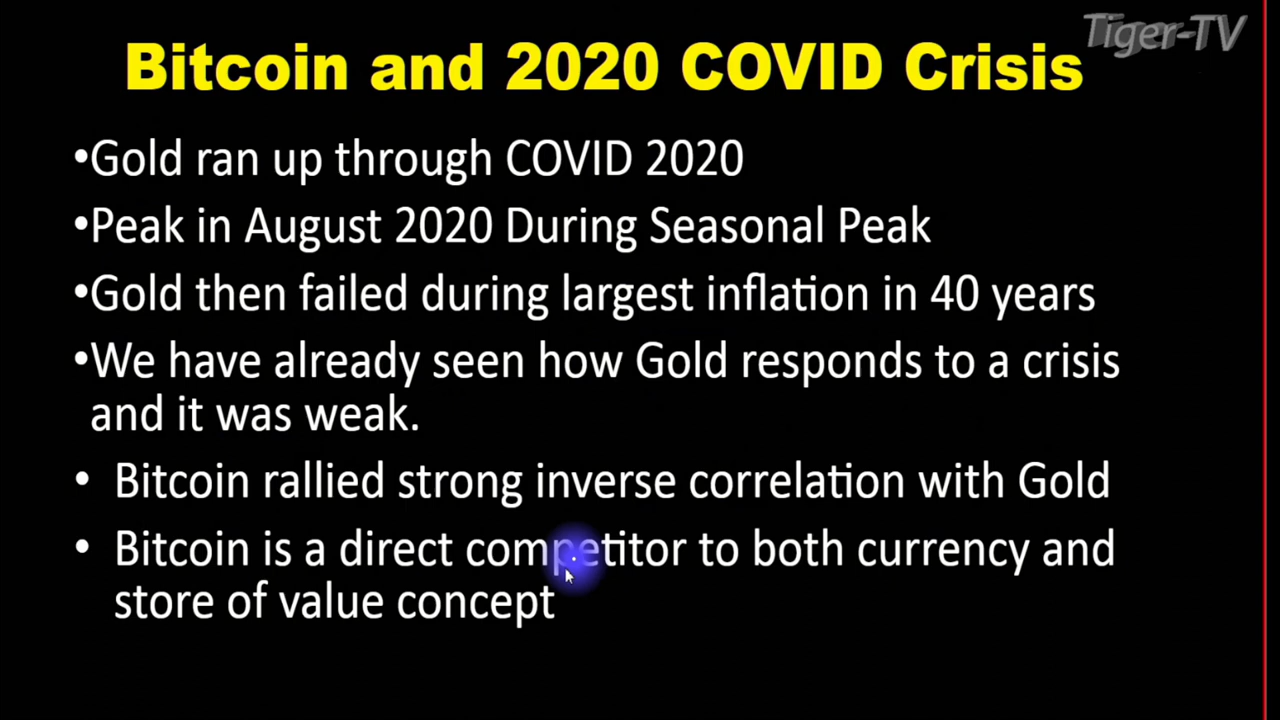 Tiger-TV
Bitcoin and 2020 COVID Crisis
•Gold ran up through COVID 2020
•Peak in August 2020 During Seasonal Peak
•Gold then failed during largest inflation in 40 years
•We have already seen how Gold responds to a crisis
and it was weak.
• Bitcoin rallied strong inverse correlation with Gold
• Bitcoin is a direct competitor to both currency and
store of value concept